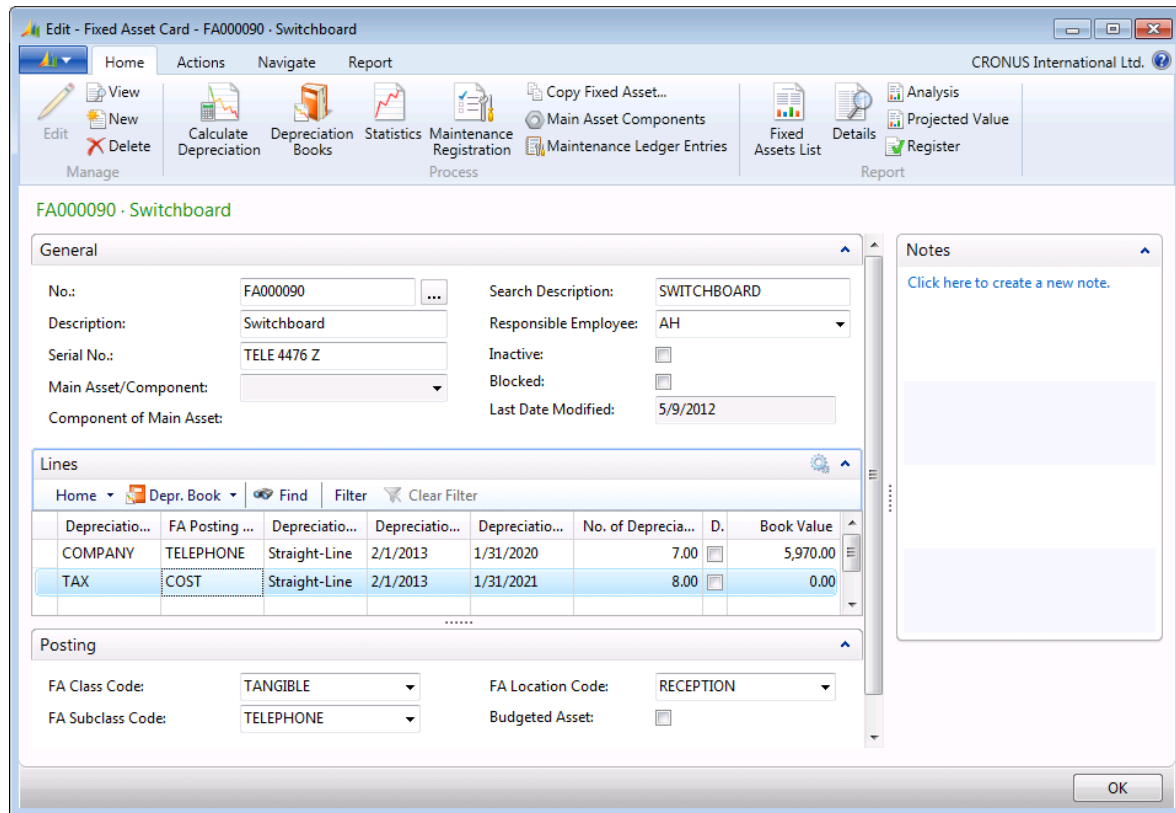 Edit - Fixed Asset Card - FA000090 · Switchboard
Home Actions Navigate Report CRONUS International Ltd.
Edit
View
New
Delete
Manage
Calculate Depreciation
Depreciation Books
Statistics
Maintenance Registration
Copy Fixed Asset...
Main Asset Components
Maintenance Ledger Entries
Process
Fixed Assets List
Details
Analysis
Projected Value
Register
Report
FA000090 · Switchboard
General
No.: FA000090 ...
Description: Switchboard
Serial No.: TELE 4476 Z
Main Asset/Component:
Component of Main Asset:
Search Description: SWITCHBOARD
Responsible Employee: AH
Inactive:
Blocked:
Last Date Modified: 5/9/2012
Lines
Home Depr. Book Find Filter Clear Filter
Depreciatio... FA Posting ... Depreciatio... Depreciatio... Depreciatio... No. of Deprecia... D. Book Value
COMPANY TELEPHONE Straight-Line 2/1/2013 1/31/2020 7.00 5,970.00
TAX COST Straight-Line 2/1/2013 1/31/2021 8.00 0.00
Posting
FA Class Code: TANGIBLE
FA Subclass Code: TELEPHONE
FA Location Code: RECEPTION
Budgeted Asset:
Notes
Click here to create a new note.
OK